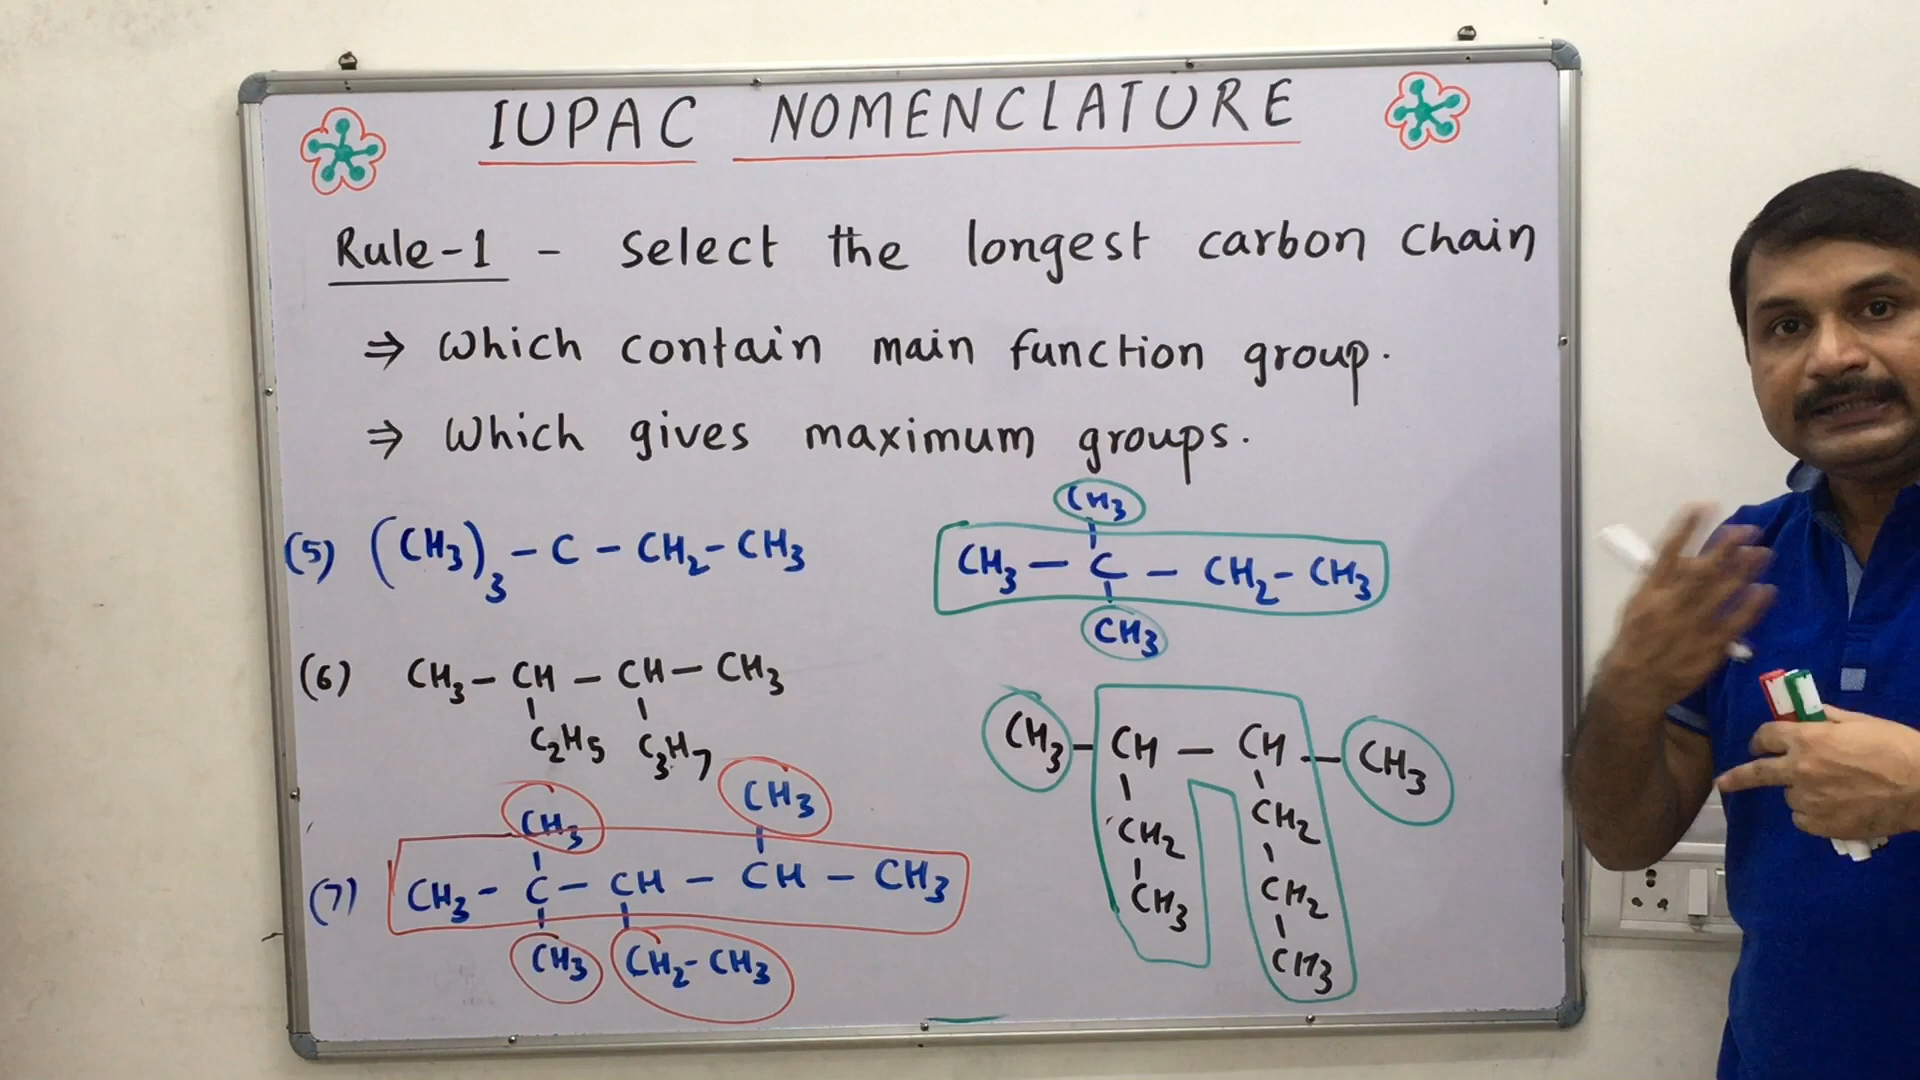 IUPAC NOMENCLATURE
Rule-1 - Select the longest carbon chain
⇒ Which contain main function group.
⇒ Which gives maximum groups.
(5) (CH₃)₃ – C – CH₂ – CH₃
CH₃
CH₃ – C – CH₂ – CH₃
CH₃
(6) CH₃ – CH – CH – CH₃
C₂H₅ C₃H₇
CH₃ – CH – CH – CH₃
CH₂ CH₂
CH₃ CH₂
CH₃
CH₃ CH₃
(7) CH₃ – C – CH – CH – CH₃
CH₃ CH₂ – CH₃